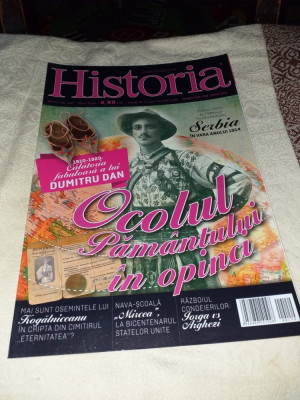 Historia
Serbia
ÎN VARA ANULUI 1914
1910-1923
Călătoria
fabuloasă a lui
DUMITRU DAN
Ocolul
Pământului
în opinci
MAI SUNT OSEMINTELE LUI
Kogălniceanu
ÎN CRIPTA DIN CIMITIRUL
„ETERNITATEA"?
NAVA-ȘCOALĂ
„Mircea”,
LA BICENTENARUL
STATELOR UNITE
RĂZBOIUL
CONDEIERILOR
Iorga vs
Arghezi